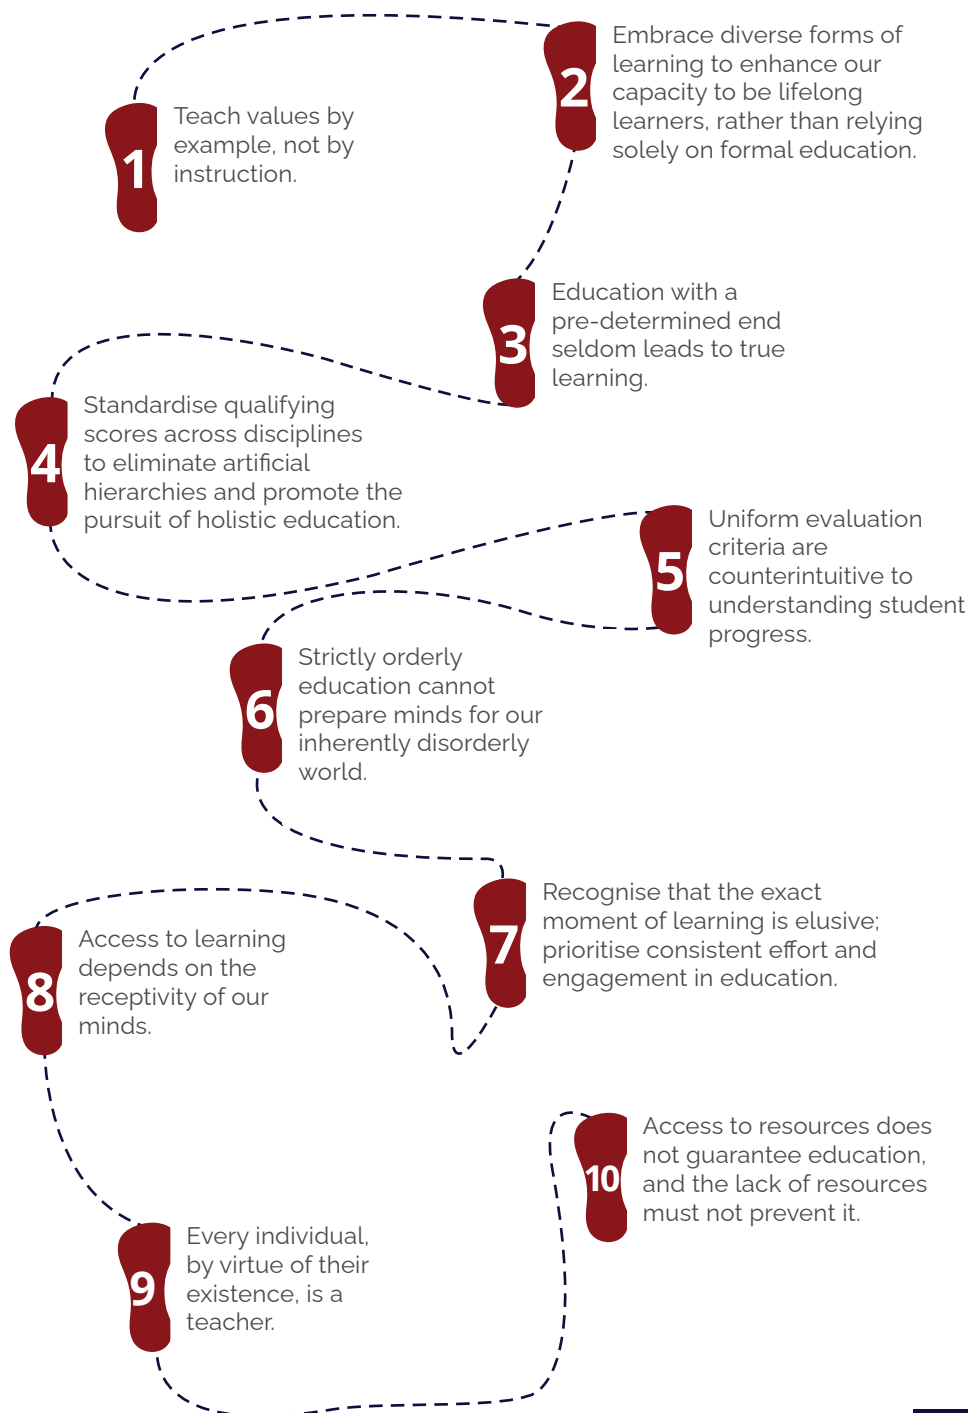 1
Teach values by
example, not by
instruction.
2
Embrace diverse forms of
learning to enhance our
capacity to be lifelong
learners, rather than relying
solely on formal education.
3
Education with a
pre-determined end
seldom leads to true
learning.
4
Standardise qualifying
scores across disciplines
to eliminate artificial
hierarchies and promote the
pursuit of holistic education.
5
Uniform evaluation
criteria are
counterintuitive to
understanding student
progress.
6
Strictly orderly
education cannot
prepare minds for our
inherently disorderly
world.
7
Recognise that the exact
moment of learning is elusive;
prioritise consistent effort and
engagement in education.
8
Access to learning
depends on the
receptivity of our
minds.
9
Every individual,
by virtue of their
existence, is a
teacher.
10
Access to resources does
not guarantee education,
and the lack of resources
must not prevent it.